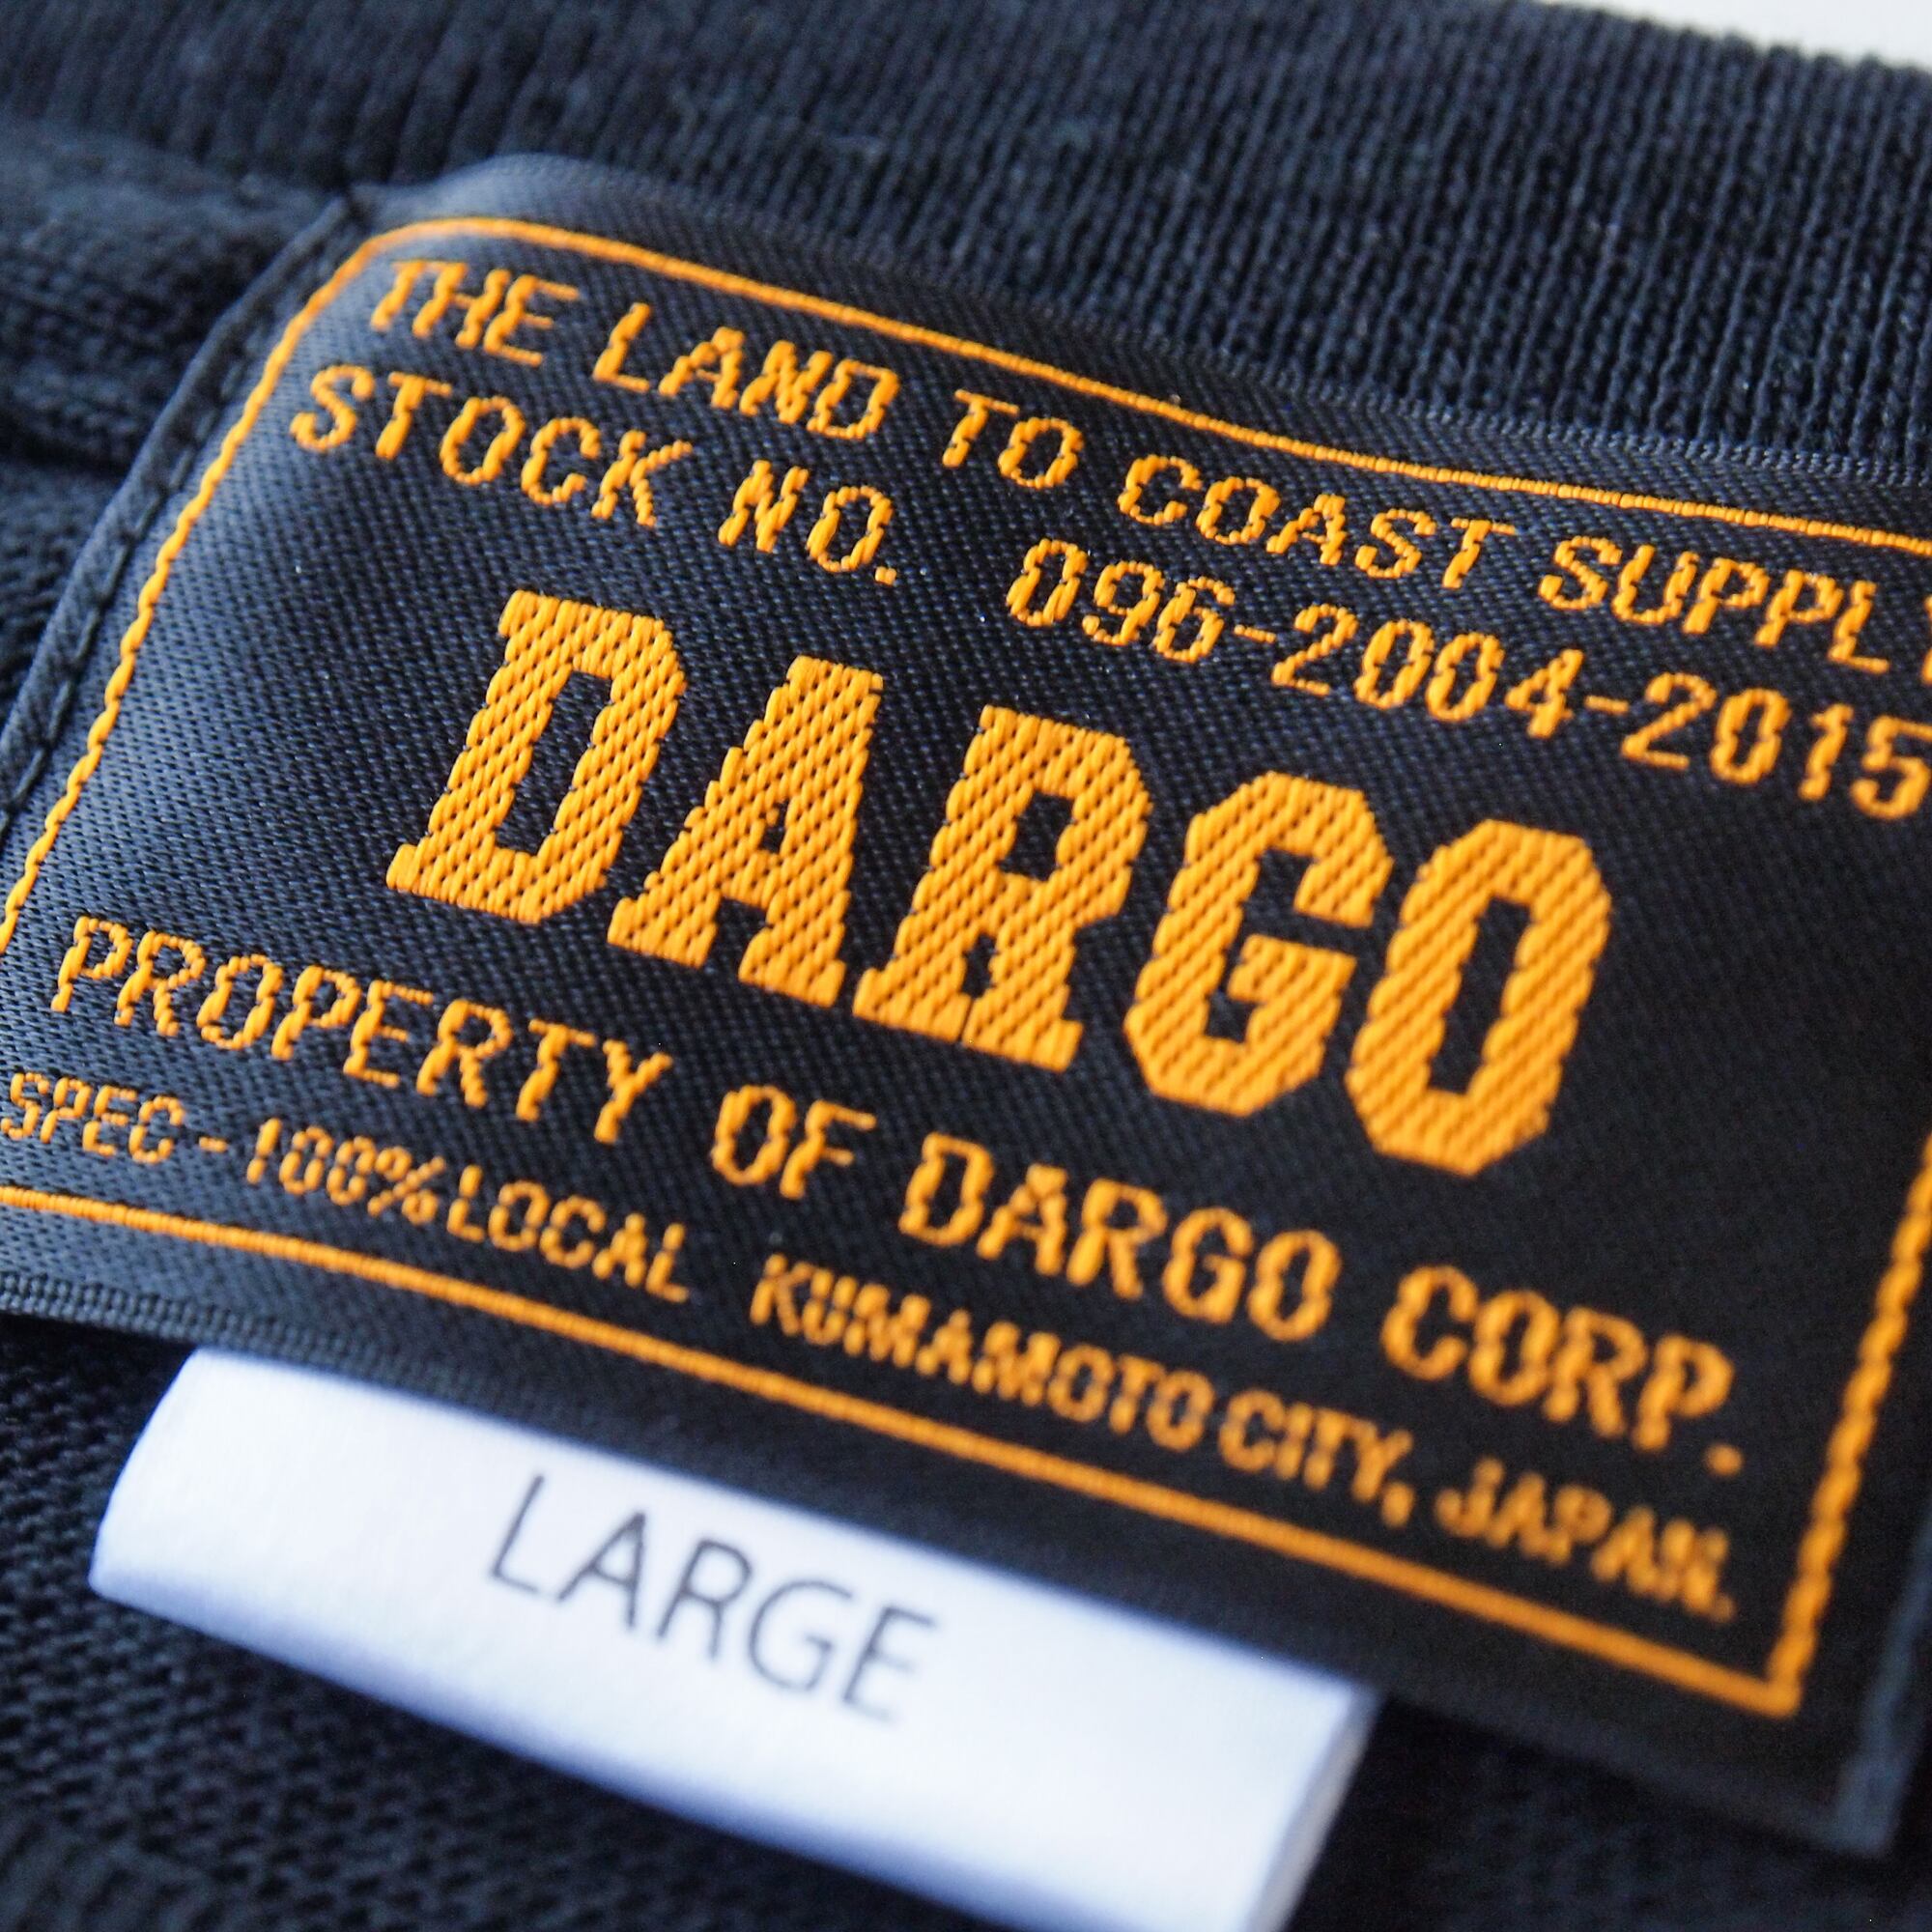 THE LAND TO COAST SUPPL
STOCK NO. 096-2004-2015
DARGO
PROPERTY OF DARGO CORP.
SPEC-100%LOCAL KUMAMOTO CITY, JAPAN.
LARGE